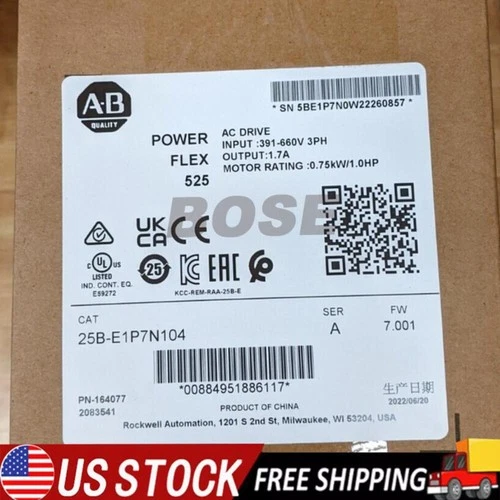 A-B
QUALITY
* SN 5BE1P7N0W22260857 *
POWER
FLEX
525
AC DRIVE
INPUT :391-660V 3PH
OUTPUT:1.7A
MOTOR RATING :0.75kW/1.0HP
BOSE
UK
CA
CE
EAC
25
C UL US
LISTED
IND. CONT. EQ.
E59272
KCC-REM-RAA-25B-E
CAT
25B-E1P7N104
SER
A
FW
7.001
*00884951886117*
PN-164077
2083541
生产日期
2022/06/20
PRODUCT OF CHINA
Rockwell Automation, 1201 S 2nd St, Milwaukee, WI 53204, USA
US STOCK
FREE SHIPPING